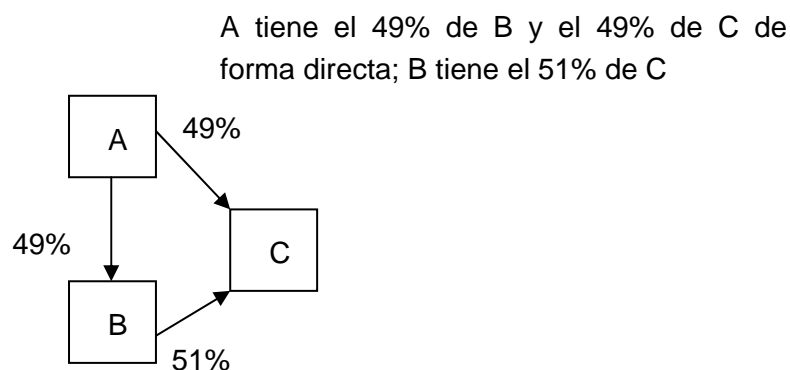 A tiene el 49% de B y el 49% de C de
forma directa; B tiene el 51% de C
A
49%
49%
C
B
51%